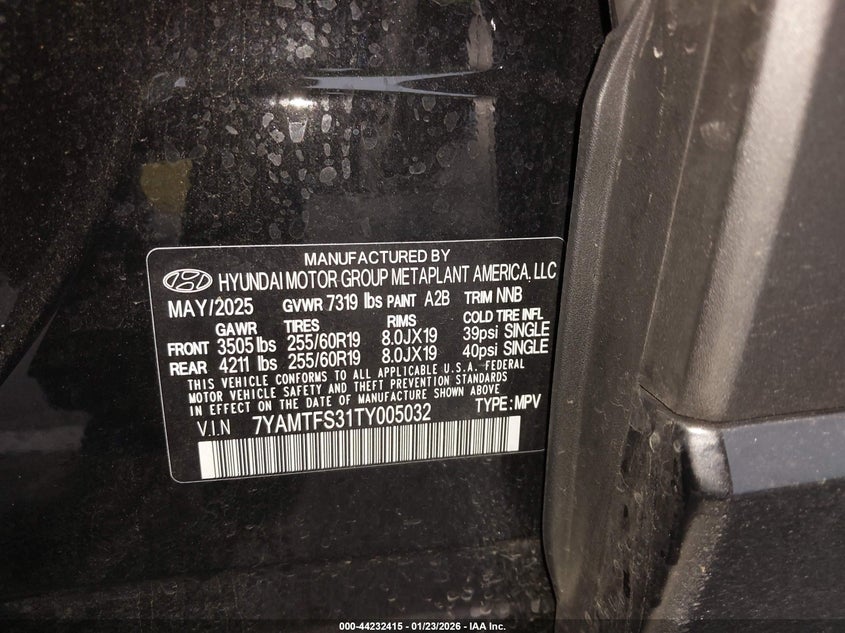 MANUFACTURED BY
HYUNDAI MOTOR GROUP METAPLANT AMERICA, LLC
MAY/2025 GVWR 7319 lbs PAINT A2B TRIM NNB
GAWR TIRES RIMS COLD TIRE INFL
FRONT 3505 lbs 255/60R19 8.0JX19 39psi SINGLE
REAR 4211 lbs 255/60R19 8.0JX19 40psi SINGLE
THIS VEHICLE CONFORMS TO ALL APPLICABLE U.S.A. FEDERAL
MOTOR VEHICLE SAFETY AND THEFT PREVENTION STANDARDS
IN EFFECT ON THE DATE OF MANUFACTURE SHOWN ABOVE.
V.I.N 7YAMTFS31TY005032 TYPE: MPV
000-44232415 - 01/23/2026 - IAA Inc.